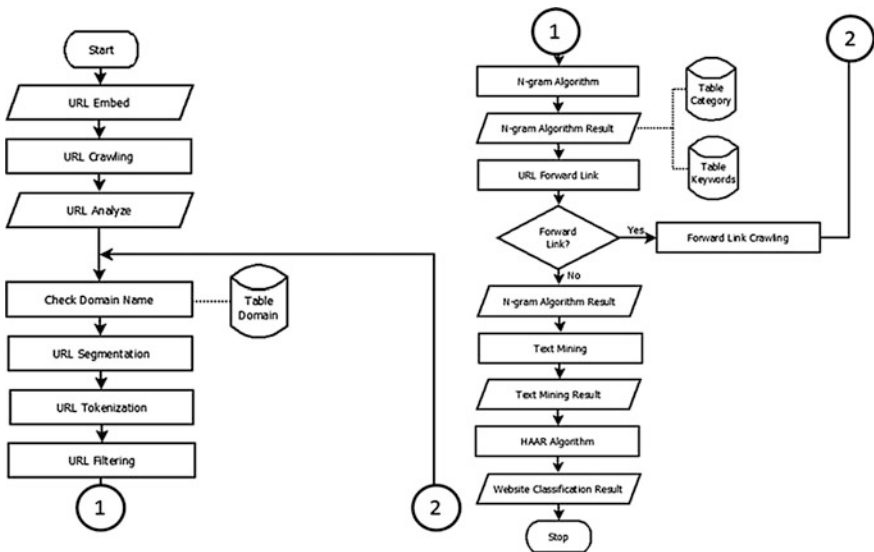 Start
URL Embed
URL Crawling
URL Analyze
Check Domain Name
Table
Domain
URL Segmentation
URL Tokenization
URL Filtering
1
2
1
N-gram Algorithm
N-gram Algorithm Result
Table
Category
Table
Keywords
URL Forward Link
Forward
Link?
Yes
Forward Link Crawling
2
No
N-gram Algorithm Result
Text Mining
Text Mining Result
HAAR Algorithm
Website Classification Result
Stop